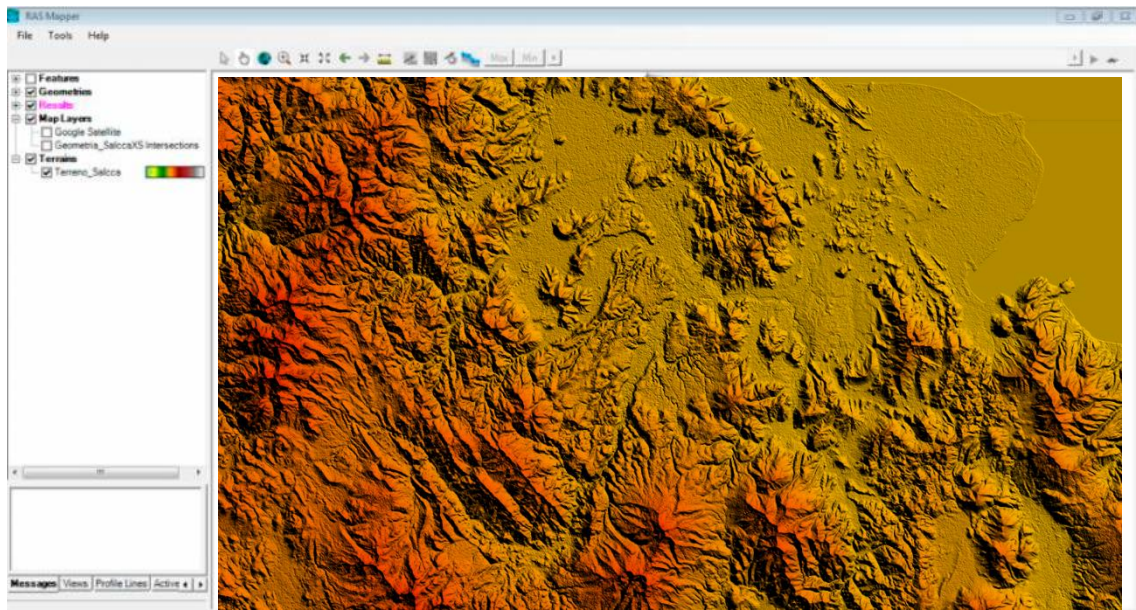 RAS Mapper
File Tools Help
Max Min
Features
Geometries
Results
Map Layers
Google Satellite
Geometria_SalccaXS Intersections
Terrains
Terreno_Salcca
Messages Views Profile Lines Active